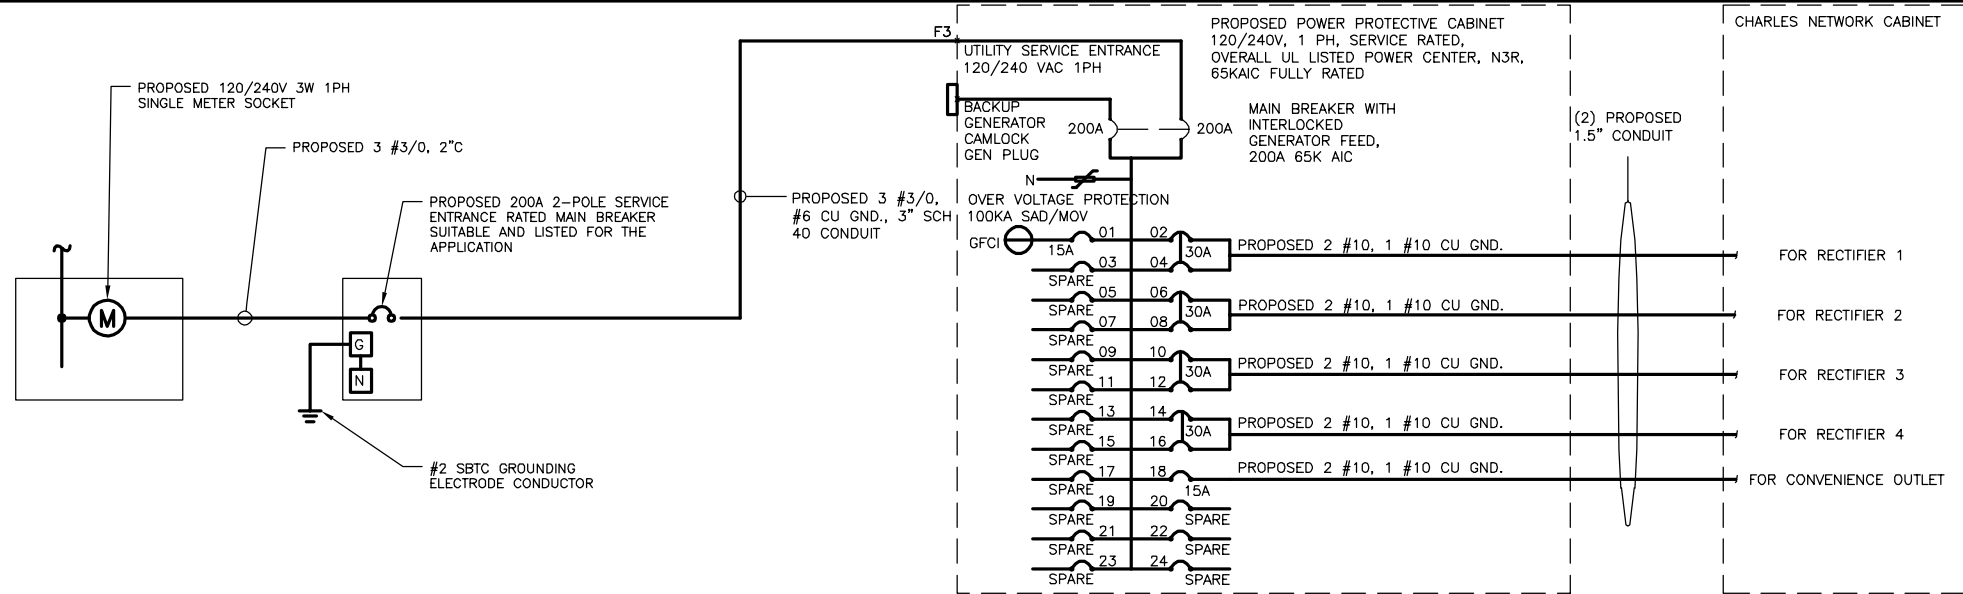 PROPOSED 120/240V 3W 1PH
SINGLE METER SOCKET
PROPOSED 3 #3/0, 2"C
PROPOSED 200A 2-POLE SERVICE
ENTRANCE RATED MAIN BREAKER
SUITABLE AND LISTED FOR THE
APPLICATION
M
G
N
#2 SBTC GROUNDING
ELECTRODE CONDUCTOR
PROPOSED 3 #3/0,
#6 CU GND., 3" SCH
40 CONDUIT
F3
UTILITY SERVICE ENTRANCE
120/240 VAC 1PH
BACKUP
GENERATOR
CAMLOCK
GEN PLUG
200A
200A
PROPOSED POWER PROTECTIVE CABINET
120/240V, 1 PH, SERVICE RATED,
OVERALL UL LISTED POWER CENTER, N3R,
65KAIC FULLY RATED
MAIN BREAKER WITH
INTERLOCKED
GENERATOR FEED,
200A 65K AIC
N
OVER VOLTAGE PROTECTION
100KA SAD/MOV
GFCI
15A
01
02
30A
PROPOSED 2 #10, 1 #10 CU GND.
FOR RECTIFIER 1
03
04
SPARE
05
06
SPARE
30A
PROPOSED 2 #10, 1 #10 CU GND.
FOR RECTIFIER 2
07
08
SPARE
09
10
SPARE
30A
PROPOSED 2 #10, 1 #10 CU GND.
FOR RECTIFIER 3
11
12
SPARE
13
14
SPARE
30A
PROPOSED 2 #10, 1 #10 CU GND.
FOR RECTIFIER 4
15
16
SPARE
17
18
SPARE
15A
PROPOSED 2 #10, 1 #10 CU GND.
FOR CONVENIENCE OUTLET
19
20
SPARE
SPARE
21
22
SPARE
SPARE
23
24
SPARE
SPARE
(2) PROPOSED
1.5" CONDUIT
CHARLES NETWORK CABINET